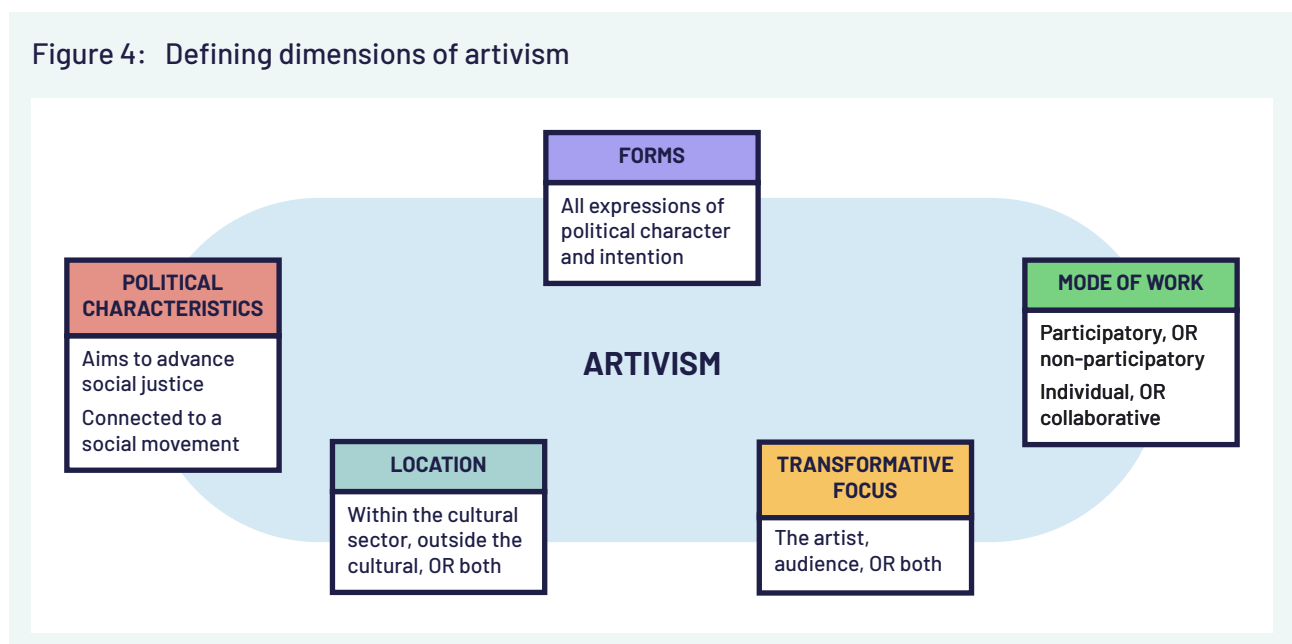 Figure 4: Defining dimensions of artivism
FORMS
All expressions of
political character
and intention
POLITICAL
CHARACTERISTICS
Aims to advance
social justice
Connected to a
social movement
MODE OF WORK
Participatory, OR
non-participatory
Individual, OR
collaborative
ARTIVISM
LOCATION
Within the cultural
sector, outside the
cultural, OR both
TRANSFORMATIVE
FOCUS
The artist,
audience, OR both